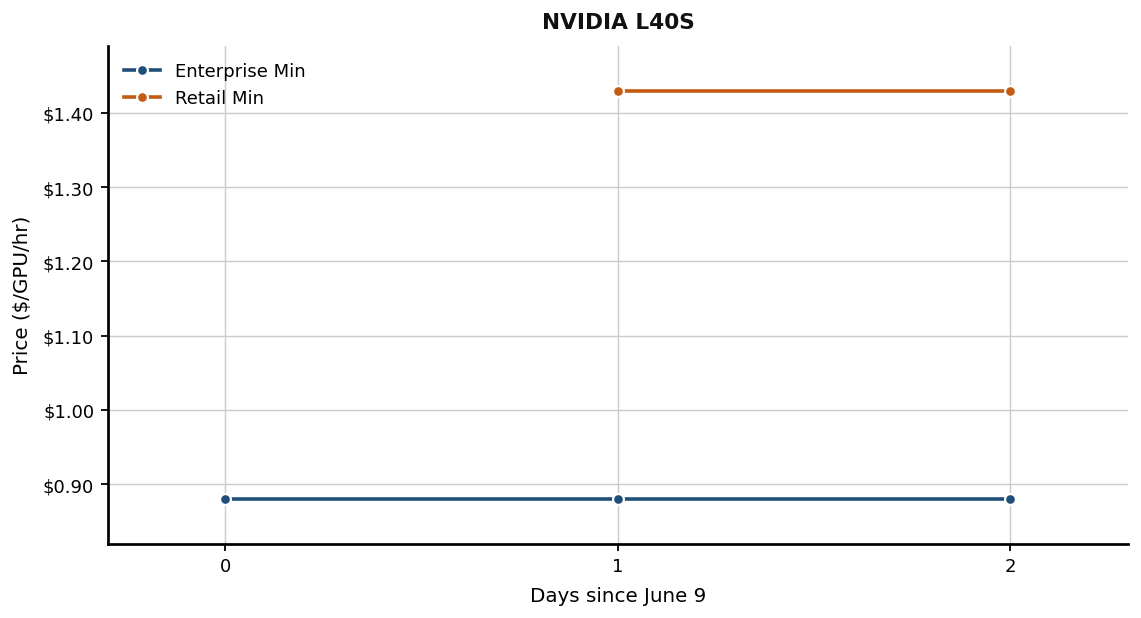 NVIDIA L40S
Enterprise Min
Retail Min
$1.40
$1.30
$1.20
$1.10
$1.00
$0.90
Price ($/GPU/hr)
0 1 2
Days since June 9